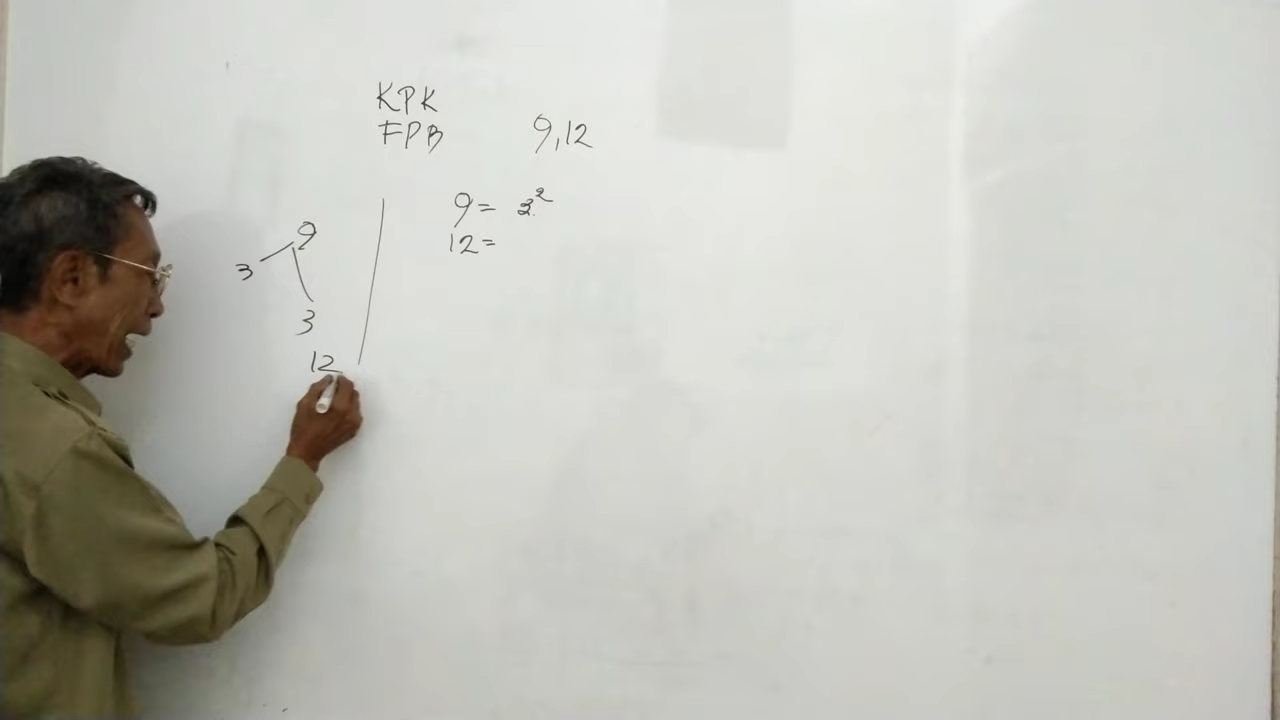 KPK
FPB 9,12
9 = 3²
12 =
9
3
3
12